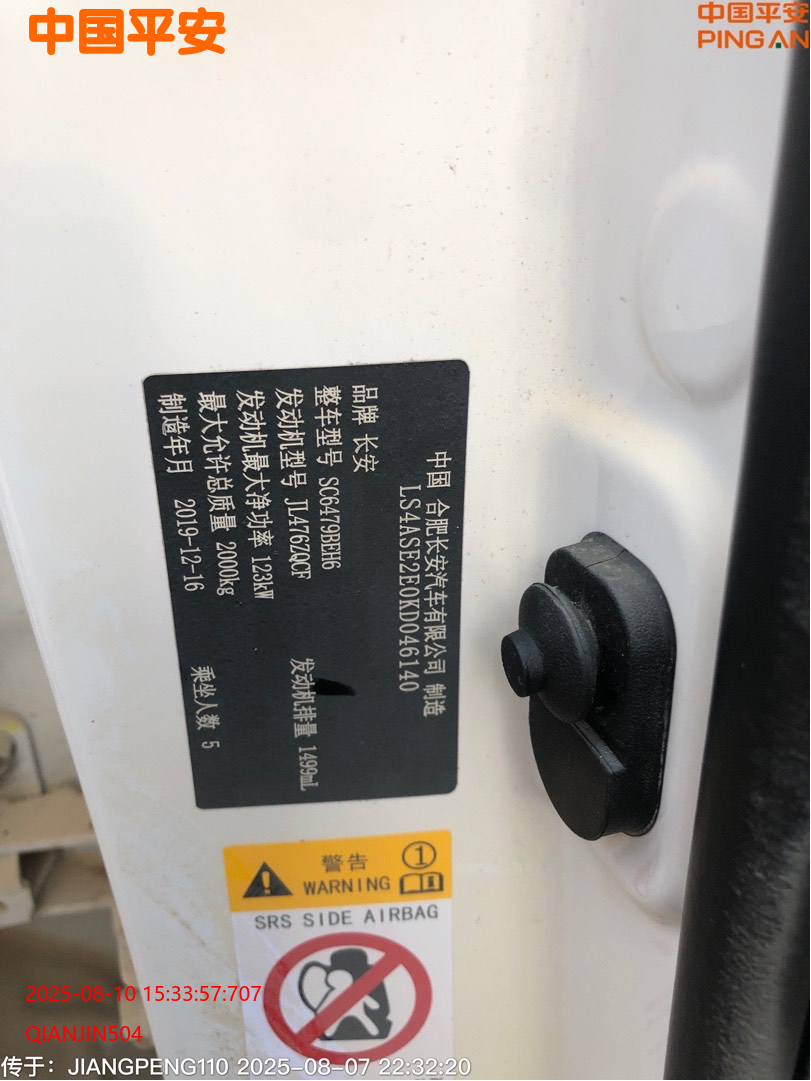 中国平安
中国平安
PING AN
中国 合肥长安汽车有限公司 制造
LS4ASE2E0KD046140
品牌 长安
整车型号 SC6479BEH6
发动机型号 JL476ZQCF 发动机排量 1499mL
发动机最大净功率 123kW
最大允许总质量 2000kg
制造年月 2019-12-16 乘坐人数 5
警告 1
WARNING
SRS SIDE AIRBAG
2025-08-10 15:33:57:707
QIANJIN504
传于：JIANGPENG110 2025-08-07 22:32:20